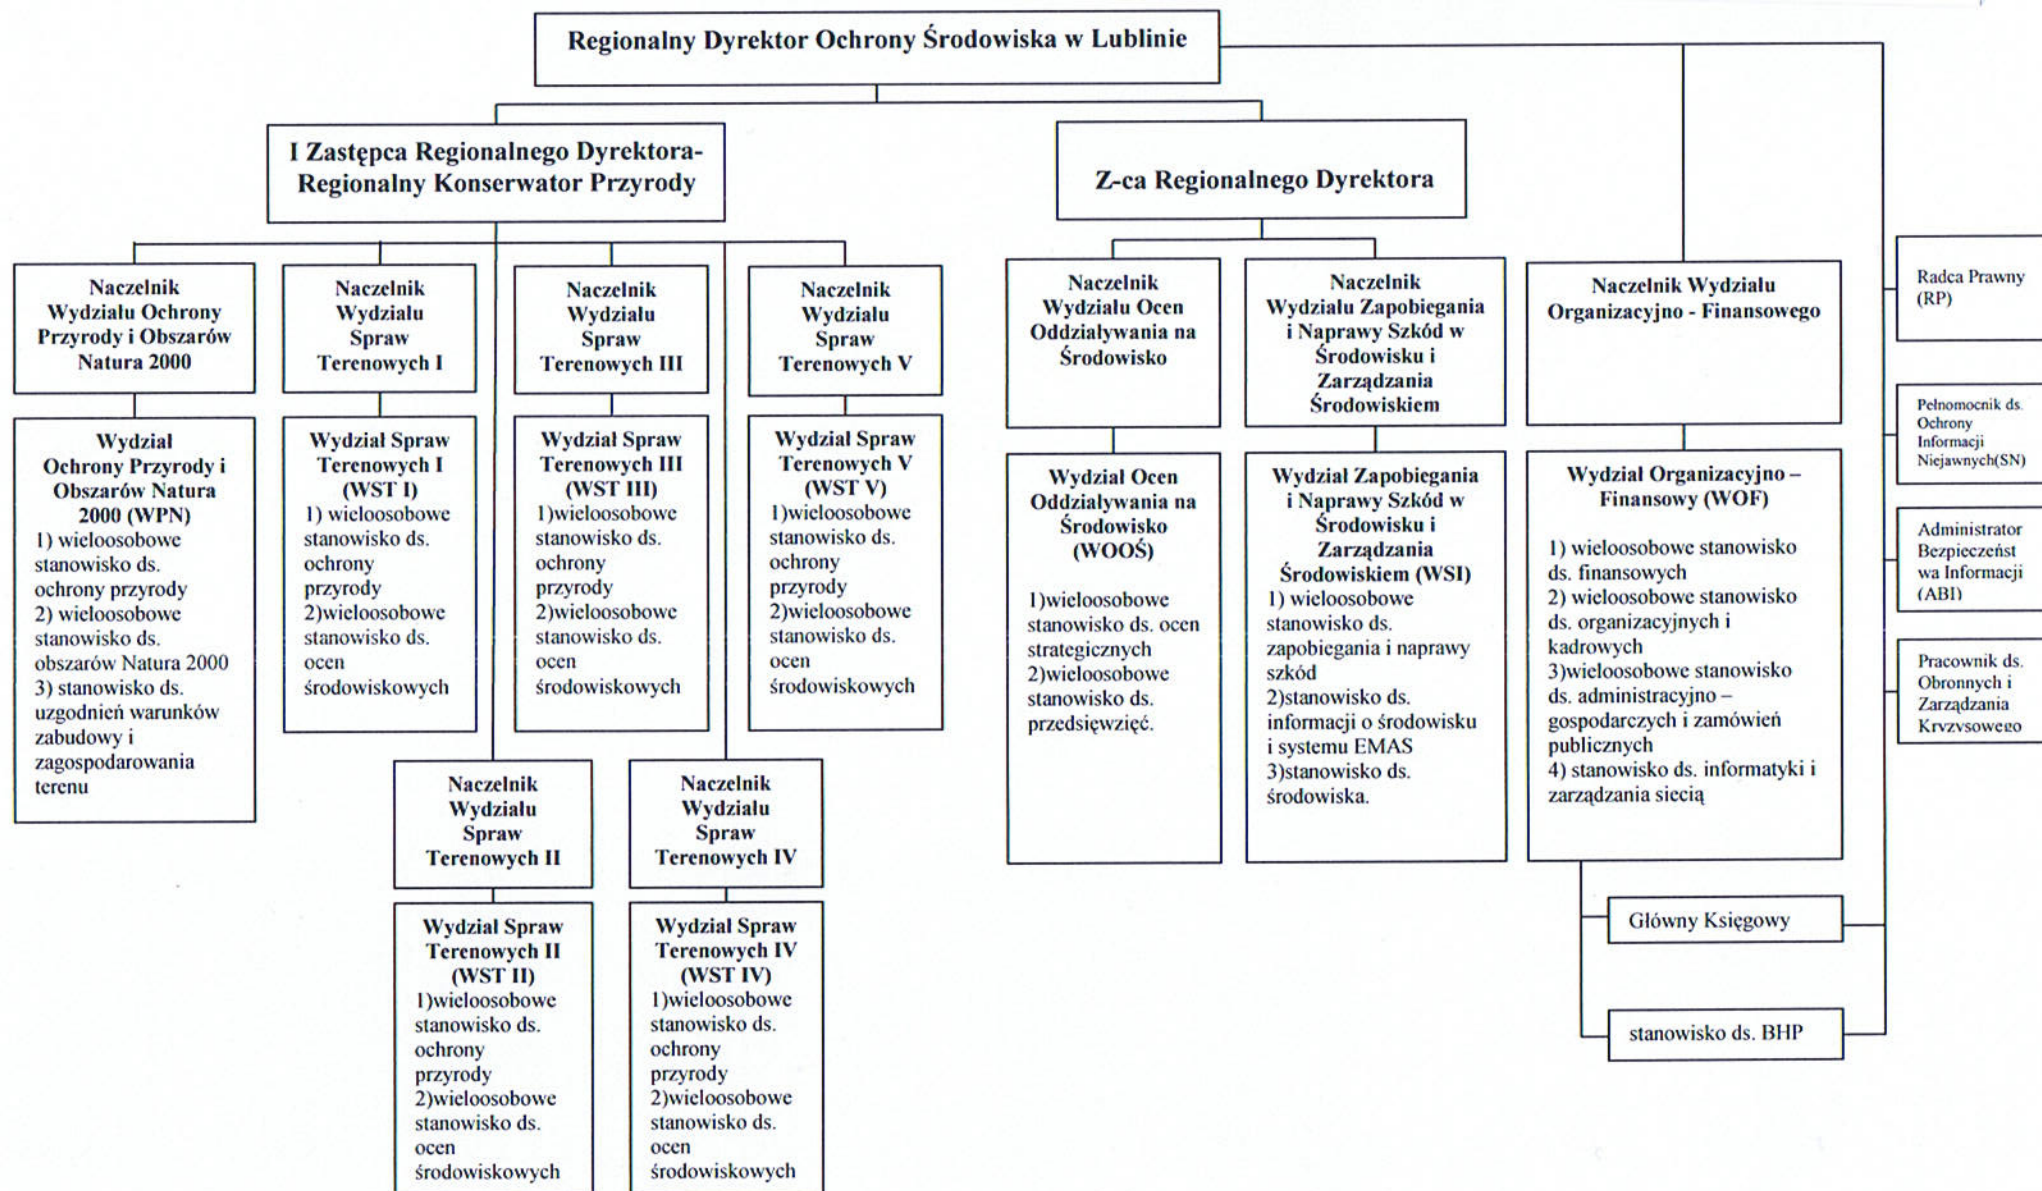 Regionalny Dyrektor Ochrony Środowiska w Lublinie
I Zastępca Regionalnego Dyrektora-
Regionalny Konserwator Przyrody
Z-ca Regionalnego Dyrektora
Naczelnik
Wydziału Ochrony
Przyrody i Obszarów
Natura 2000
Naczelnik
Wydziału
Spraw
Terenowych I
Naczelnik
Wydziału
Spraw
Terenowych III
Naczelnik
Wydziału
Spraw
Terenowych V
Naczelnik
Wydziału Ocen
Oddziaływania na
Środowisko
Naczelnik
Wydziału Zapobiegania
i Naprawy Szkód w
Środowisku i
Zarządzania
Środowiskiem
Naczelnik Wydziału
Organizacyjno - Finansowego
Radca Prawny
(RP)
Pełnomocnik ds.
Ochrony
Informacji
Niejawnych(SN)
Administrator
Bezpieczeńst
wa Informacji
(ABI)
Pracownik ds.
Obronnych i
Zarządzania
Kryzysowego
Wydział
Ochrony Przyrody i
Obszarów Natura
2000 (WPN)
1) wieloosobowe
stanowisko ds.
ochrony przyrody
2) wieloosobowe
stanowisko ds.
obszarów Natura 2000
3) stanowisko ds.
uzgodnień warunków
zabudowy i
zagospodarowania
terenu
Wydział Spraw
Terenowych I
(WST I)
1) wieloosobowe
stanowisko ds.
ochrony
przyrody
2)wieloosobowe
stanowisko ds.
ocen
środowiskowych
Wydział Spraw
Terenowych III
(WST III)
1)wieloosobowe
stanowisko ds.
ochrony
przyrody
2)wieloosobowe
stanowisko ds.
ocen
środowiskowych
Wydział Spraw
Terenowych V
(WST V)
1)wieloosobowe
stanowisko ds.
ochrony
przyrody
2)wieloosobowe
stanowisko ds.
ocen
środowiskowych
Wydział Ocen
Oddziaływania na
Środowisko
(WOOŚ)
1)wieloosobowe
stanowisko ds. ocen
strategicznych
2)wieloosobowe
stanowisko ds.
przedsięwzięć.
Wydział Zapobiegania
i Naprawy Szkód w
Środowisku i
Zarządzania
Środowiskiem (WSI)
1) wieloosobowe
stanowisko ds.
zapobiegania i naprawy
szkód
2)stanowisko ds.
informacji o środowisku
i systemu EMAS
3)stanowisko ds.
środowiska.
Wydział Organizacyjno –
Finansowy (WOF)
1) wieloosobowe stanowisko
ds. finansowych
2) wieloosobowe stanowisko
ds. organizacyjnych i
kadrowych
3)wieloosobowe stanowisko
ds. administracyjno –
gospodarczych i zamówień
publicznych
4) stanowisko ds. informatyki i
zarządzania siecią
Naczelnik
Wydziału
Spraw
Terenowych II
Naczelnik
Wydziału
Spraw
Terenowych IV
Wydział Spraw
Terenowych II
(WST II)
1)wieloosobowe
stanowisko ds.
ochrony
przyrody
2)wieloosobowe
stanowisko ds.
ocen
środowiskowych
Wydział Spraw
Terenowych IV
(WST IV)
1)wieloosobowe
stanowisko ds.
ochrony
przyrody
2)wieloosobowe
stanowisko ds.
ocen
środowiskowych
Główny Księgowy
stanowisko ds. BHP